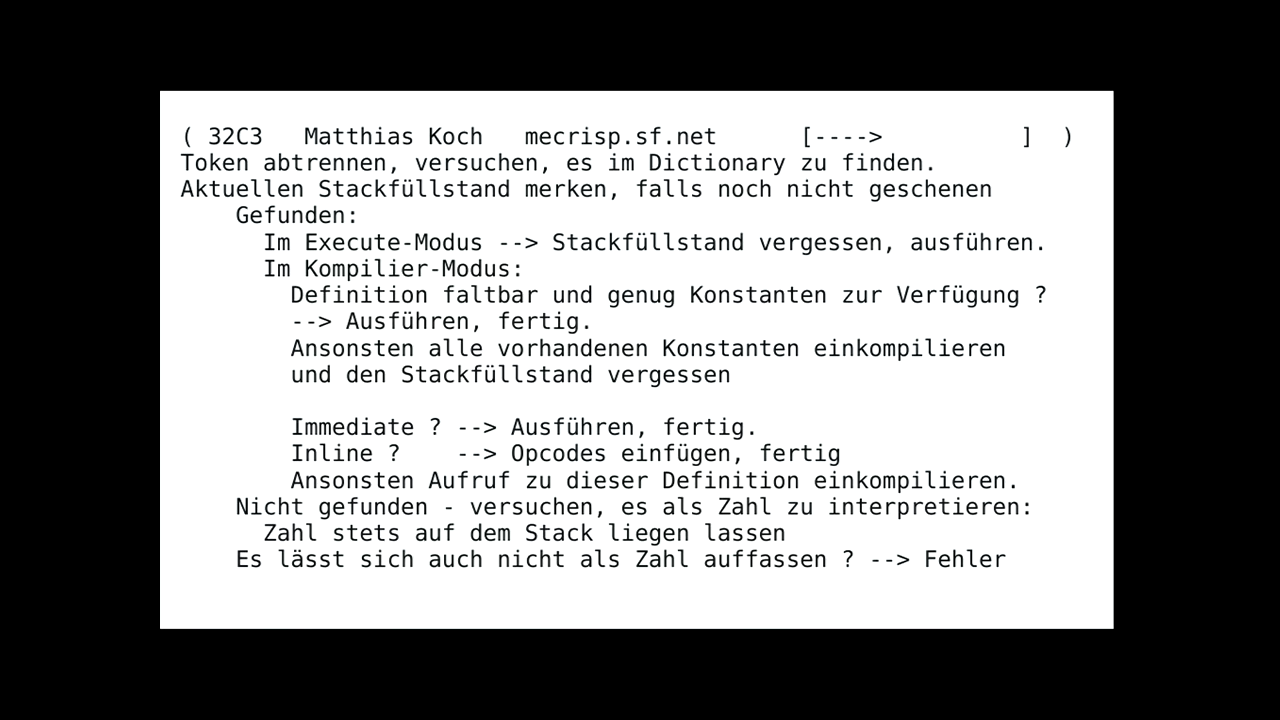 ( 32C3   Matthias Koch   mecrisp.sf.net      [---->          ]  )
Token abtrennen, versuchen, es im Dictionary zu finden.
Aktuellen Stackfüllstand merken, falls noch nicht geschenen
    Gefunden:
      Im Execute-Modus --> Stackfüllstand vergessen, ausführen.
      Im Kompilier-Modus:
        Definition faltbar und genug Konstanten zur Verfügung ?
        --> Ausführen, fertig.
        Ansonsten alle vorhandenen Konstanten einkompilieren
        und den Stackfüllstand vergessen
        Immediate ? --> Ausführen, fertig.
        Inline ?    --> Opcodes einfügen, fertig
        Ansonsten Aufruf zu dieser Definition einkompilieren.
    Nicht gefunden - versuchen, es als Zahl zu interpretieren:
      Zahl stets auf dem Stack liegen lassen
    Es lässt sich auch nicht als Zahl auffassen ? --> Fehler